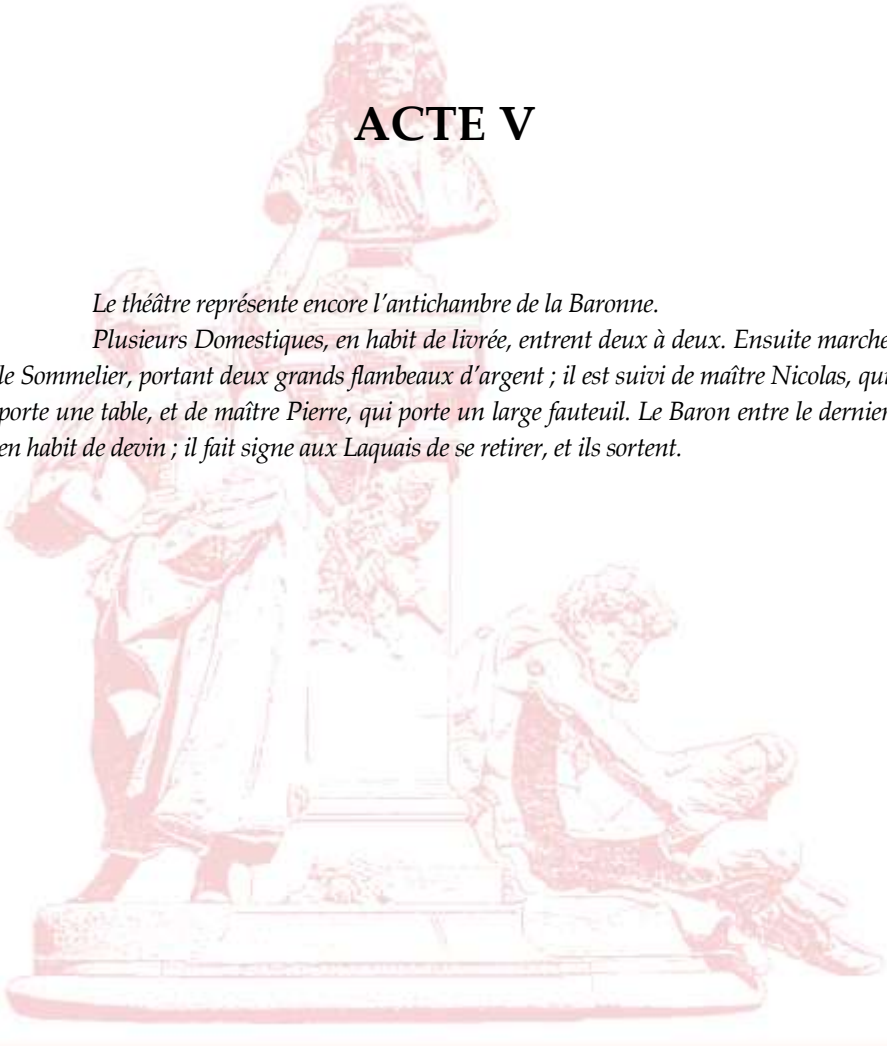 ACTE V
Le théâtre représente encore l'antichambre de la Baronne.
Plusieurs Domestiques, en habit de livrée, entrent deux à deux. Ensuite marche
le Sommelier, portant deux grands flambeaux d'argent ; il est suivi de maître Nicolas, qui
porte une table, et de maître Pierre, qui porte un large fauteuil. Le Baron entre le dernier
en habit de devin ; il fait signe aux Laquais de se retirer, et ils sortent.